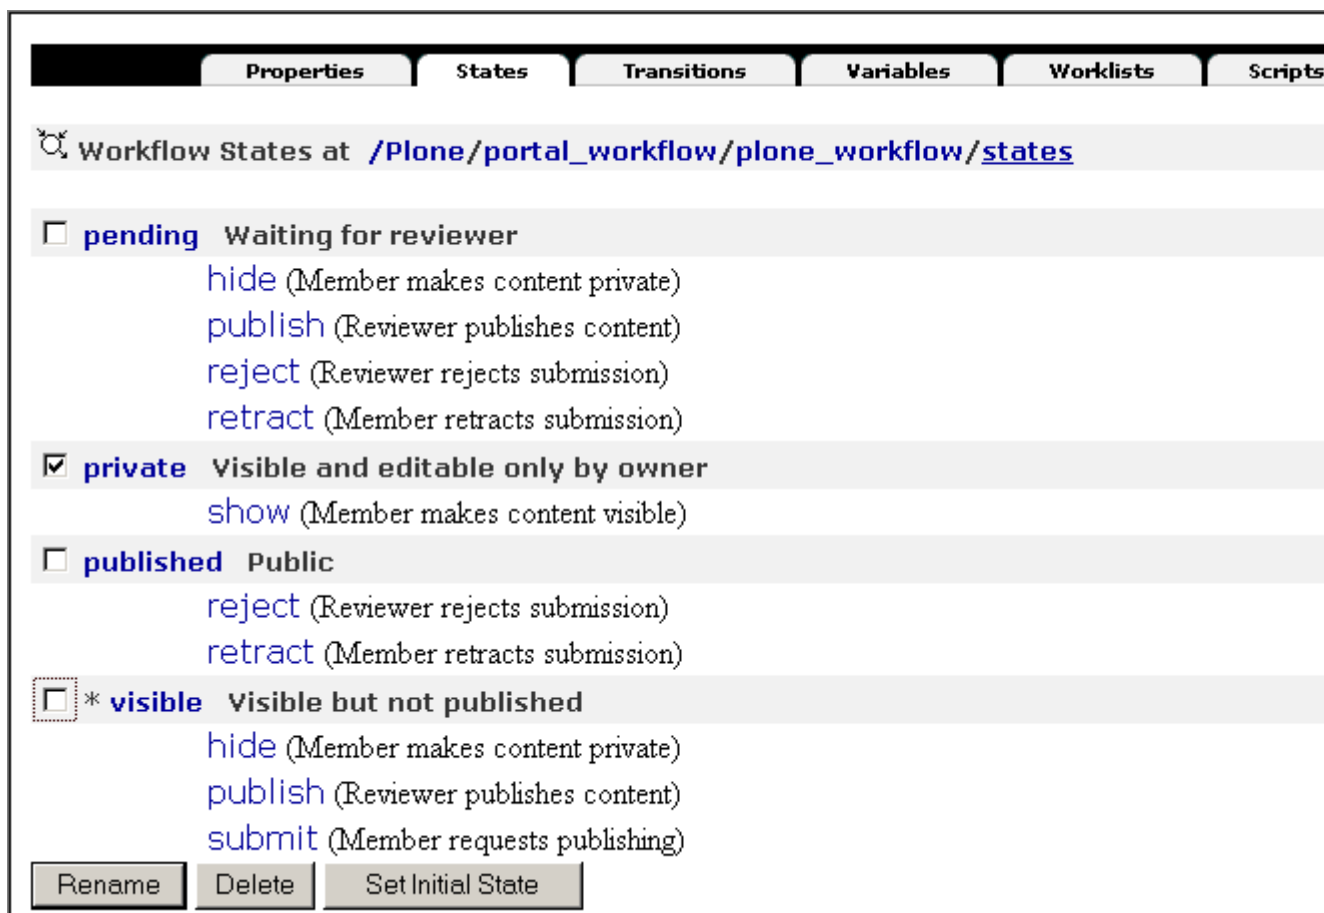 Properties States Transitions Variables Worklists Scripts
Workflow States at /Plone/portal_workflow/plone_workflow/states
pending Waiting for reviewer
hide (Member makes content private)
publish (Reviewer publishes content)
reject (Reviewer rejects submission)
retract (Member retracts submission)
private Visible and editable only by owner
show (Member makes content visible)
published Public
reject (Reviewer rejects submission)
retract (Member retracts submission)
* visible Visible but not published
hide (Member makes content private)
publish (Reviewer publishes content)
submit (Member requests publishing)
Rename Delete Set Initial State